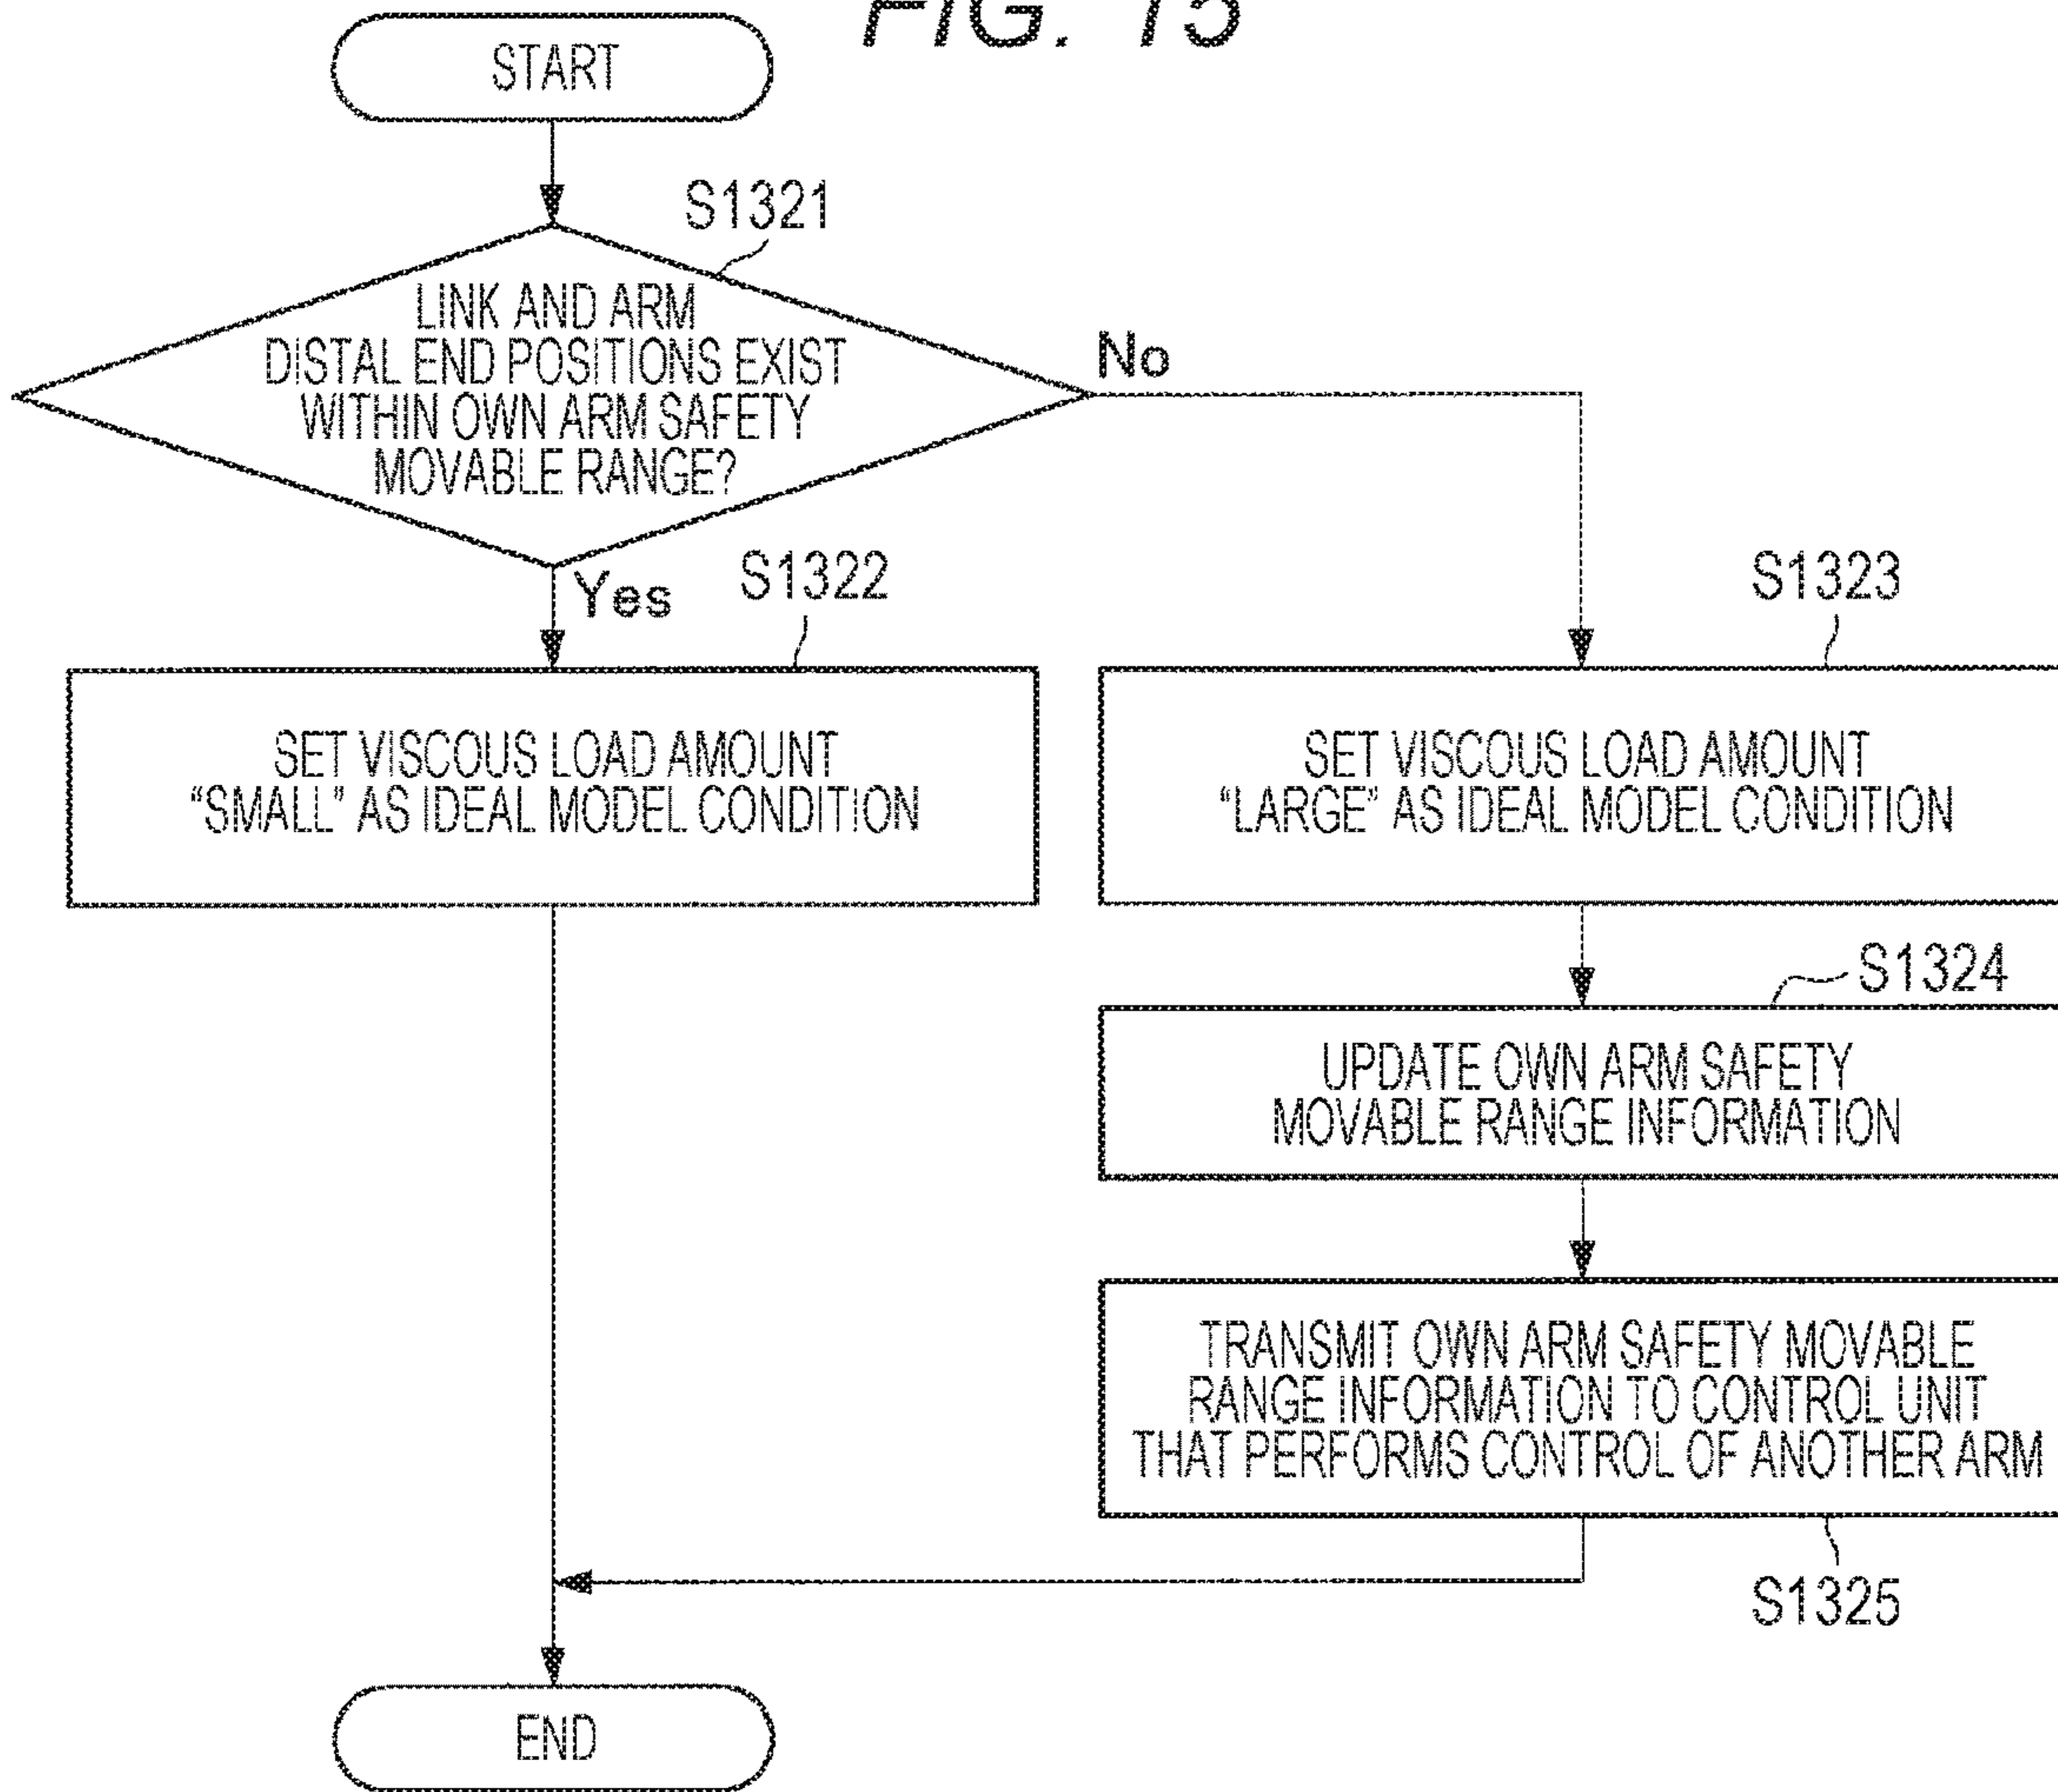 FIG. 15
START
S1321
LINK AND ARM
DISTAL END POSITIONS EXIST
WITHIN OWN ARM SAFETY
MOVABLE RANGE?
No
Yes
S1322
SET VISCOUS LOAD AMOUNT
“SMALL” AS IDEAL MODEL CONDITION
S1323
SET VISCOUS LOAD AMOUNT
“LARGE” AS IDEAL MODEL CONDITION
S1324
UPDATE OWN ARM SAFETY
MOVABLE RANGE INFORMATION
TRANSMIT OWN ARM SAFETY MOVABLE
RANGE INFORMATION TO CONTROL UNIT
THAT PERFORMS CONTROL OF ANOTHER ARM
S1325
END